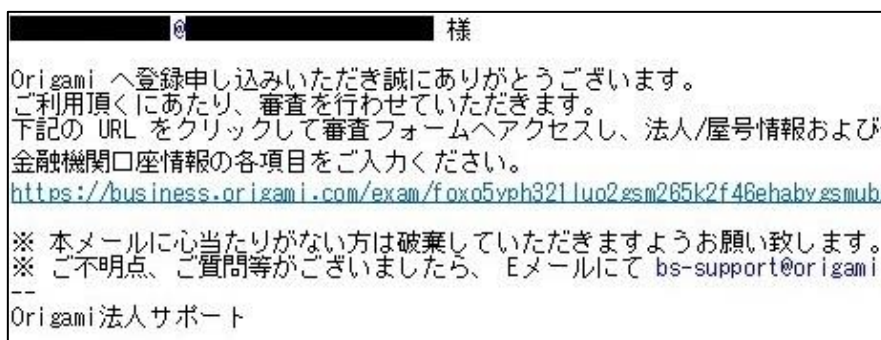 @ 様
Origami へ登録申し込みいただき誠にありがとうございます。
ご利用頂くにあたり、審査を行わせていただきます。
下記の URL をクリックして審査フォームへアクセスし、法人/屋号情報および
金融機関口座情報の各項目をご入力ください。
https://business.origami.com/exam/foxo5yph321luo2gsm265k2f46ehabygsmub
※ 本メールに心当たりがない方は破棄していただきますようお願い致します。
※ ご不明点、ご質問等がございましたら、 Eメールにて bs-support@origami
--
Origami法人サポート